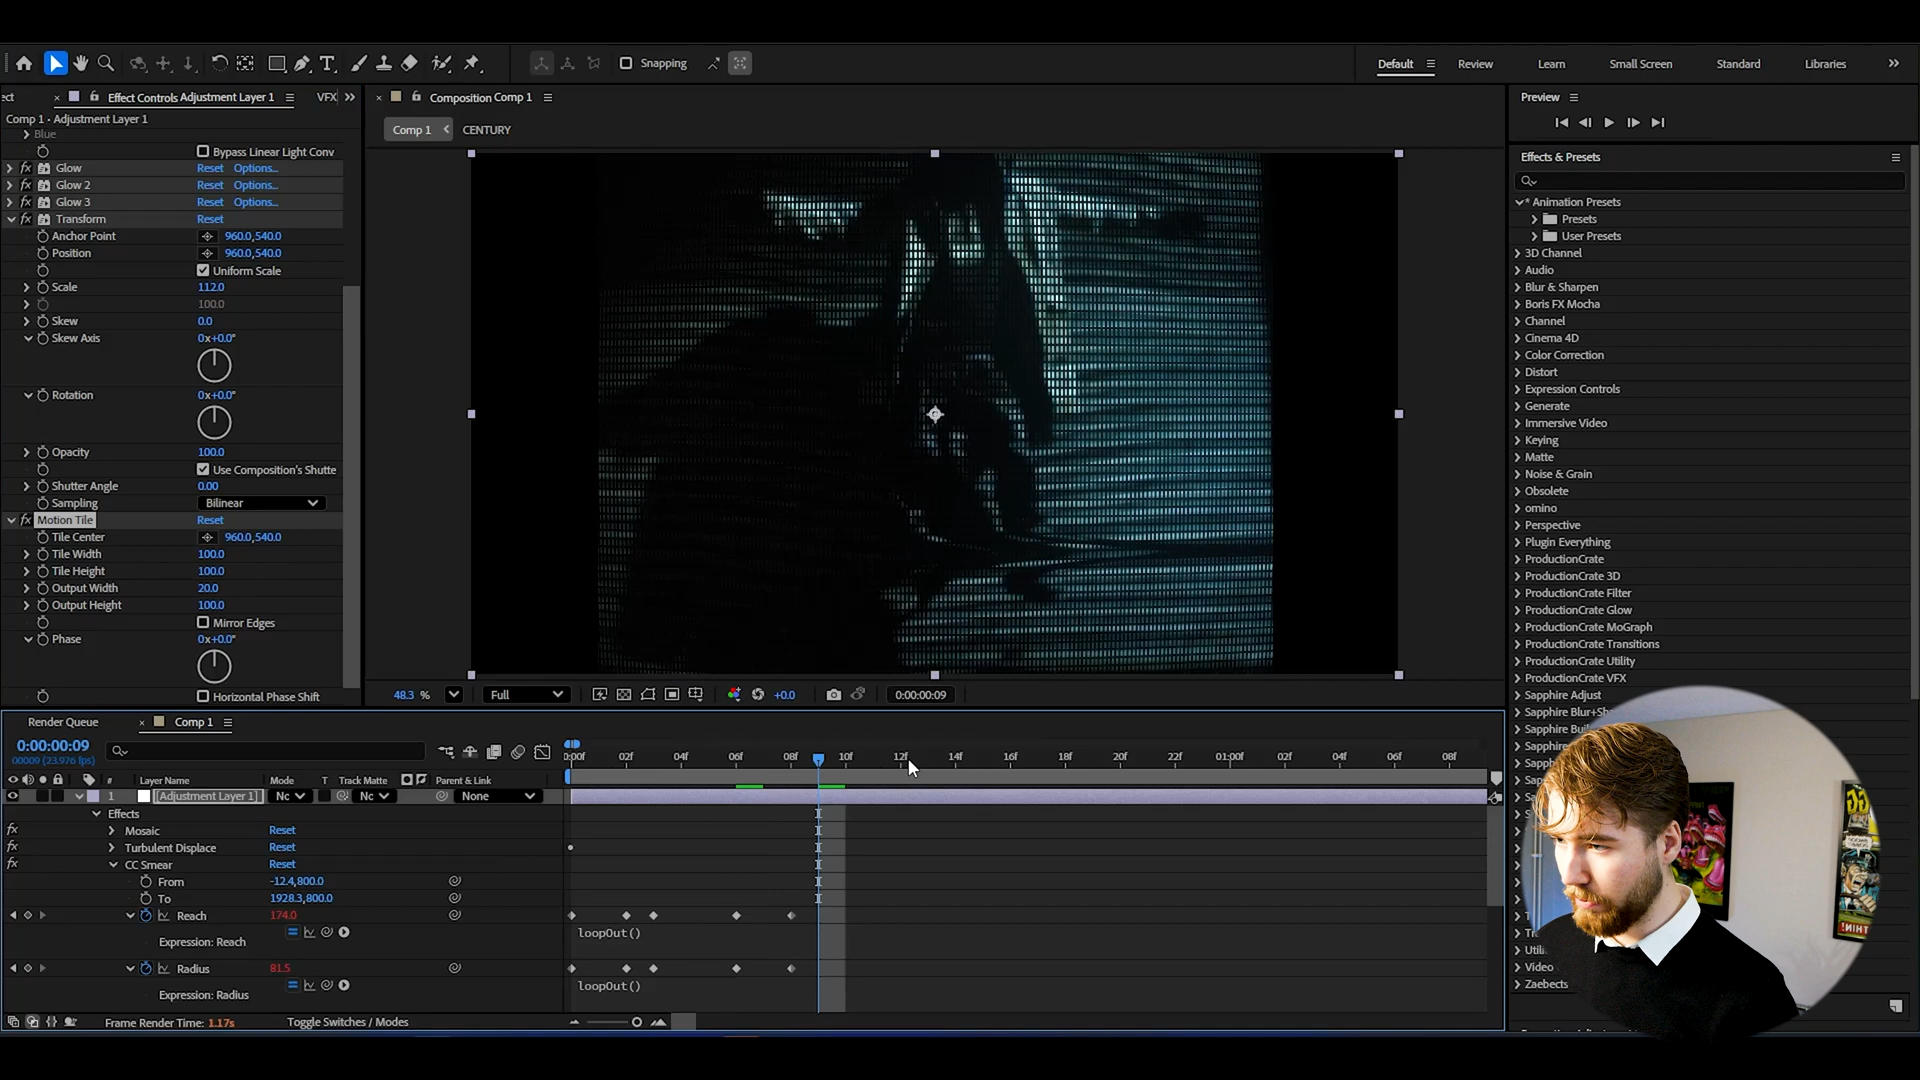 Snapping
Default
Review
Learn
Small Screen
Standard
Libraries
ect
Effect Controls Adjustment Layer 1
VFX
Composition Comp 1
Preview
Comp 1 • Adjustment Layer 1
Comp 1
CENTURY
Blue
Bypass Linear Light Conv
fx Glow Reset Options...
fx Glow 2 Reset Options...
fx Glow 3 Reset Options...
fx Transform Reset
Anchor Point 960.0,540.0
Position 960.0,540.0
Uniform Scale
Scale 112.0
100.0
Skew 0.0
Skew Axis 0x+0.0°
Rotation 0x+0.0°
Opacity 100.0
Use Composition's Shutte
Shutter Angle 0.00
Sampling Bilinear
fx Motion Tile Reset
Tile Center 960.0,540.0
Tile Width 100.0
Tile Height 100.0
Output Width 20.0
Output Height 100.0
Mirror Edges
Phase 0x+0.0°
Horizontal Phase Shift
48.3 %
Full
+0.0
0:00:00:09
Effects & Presets
* Animation Presets
Presets
User Presets
3D Channel
Audio
Blur & Sharpen
Boris FX Mocha
Channel
Cinema 4D
Color Correction
Distort
Expression Controls
Generate
Immersive Video
Keying
Matte
Noise & Grain
Obsolete
omino
Perspective
Plugin Everything
ProductionCrate
ProductionCrate 3D
ProductionCrate Filter
ProductionCrate Glow
ProductionCrate MoGraph
ProductionCrate Transitions
ProductionCrate Utility
ProductionCrate VFX
Sapphire Adjust
Sapphire Blur+Sha
Sapphire Bui
Sapphire
Sapphire
Video
Zaebects
Render Queue
Comp 1
0:00:00:09
00009 (23.976 fps)
:00f 02f 04f 06f 08f 10f 12f 14f 16f 18f 20f 22f 01:00f 02f 04f 06f 08f
# Layer Name Mode T Track Matte Parent & Link
1 [Adjustment Layer 1] Nc Nc None
Effects
fx Mosaic Reset
fx Turbulent Displace Reset
fx CC Smear Reset
From -12.4,800.0
To 1928.3,800.0
Reach 174.0
Expression: Reach
loopOut()
Radius 81.5
Expression: Radius
loopOut()
Frame Render Time: 1.17s
Toggle Switches / Modes